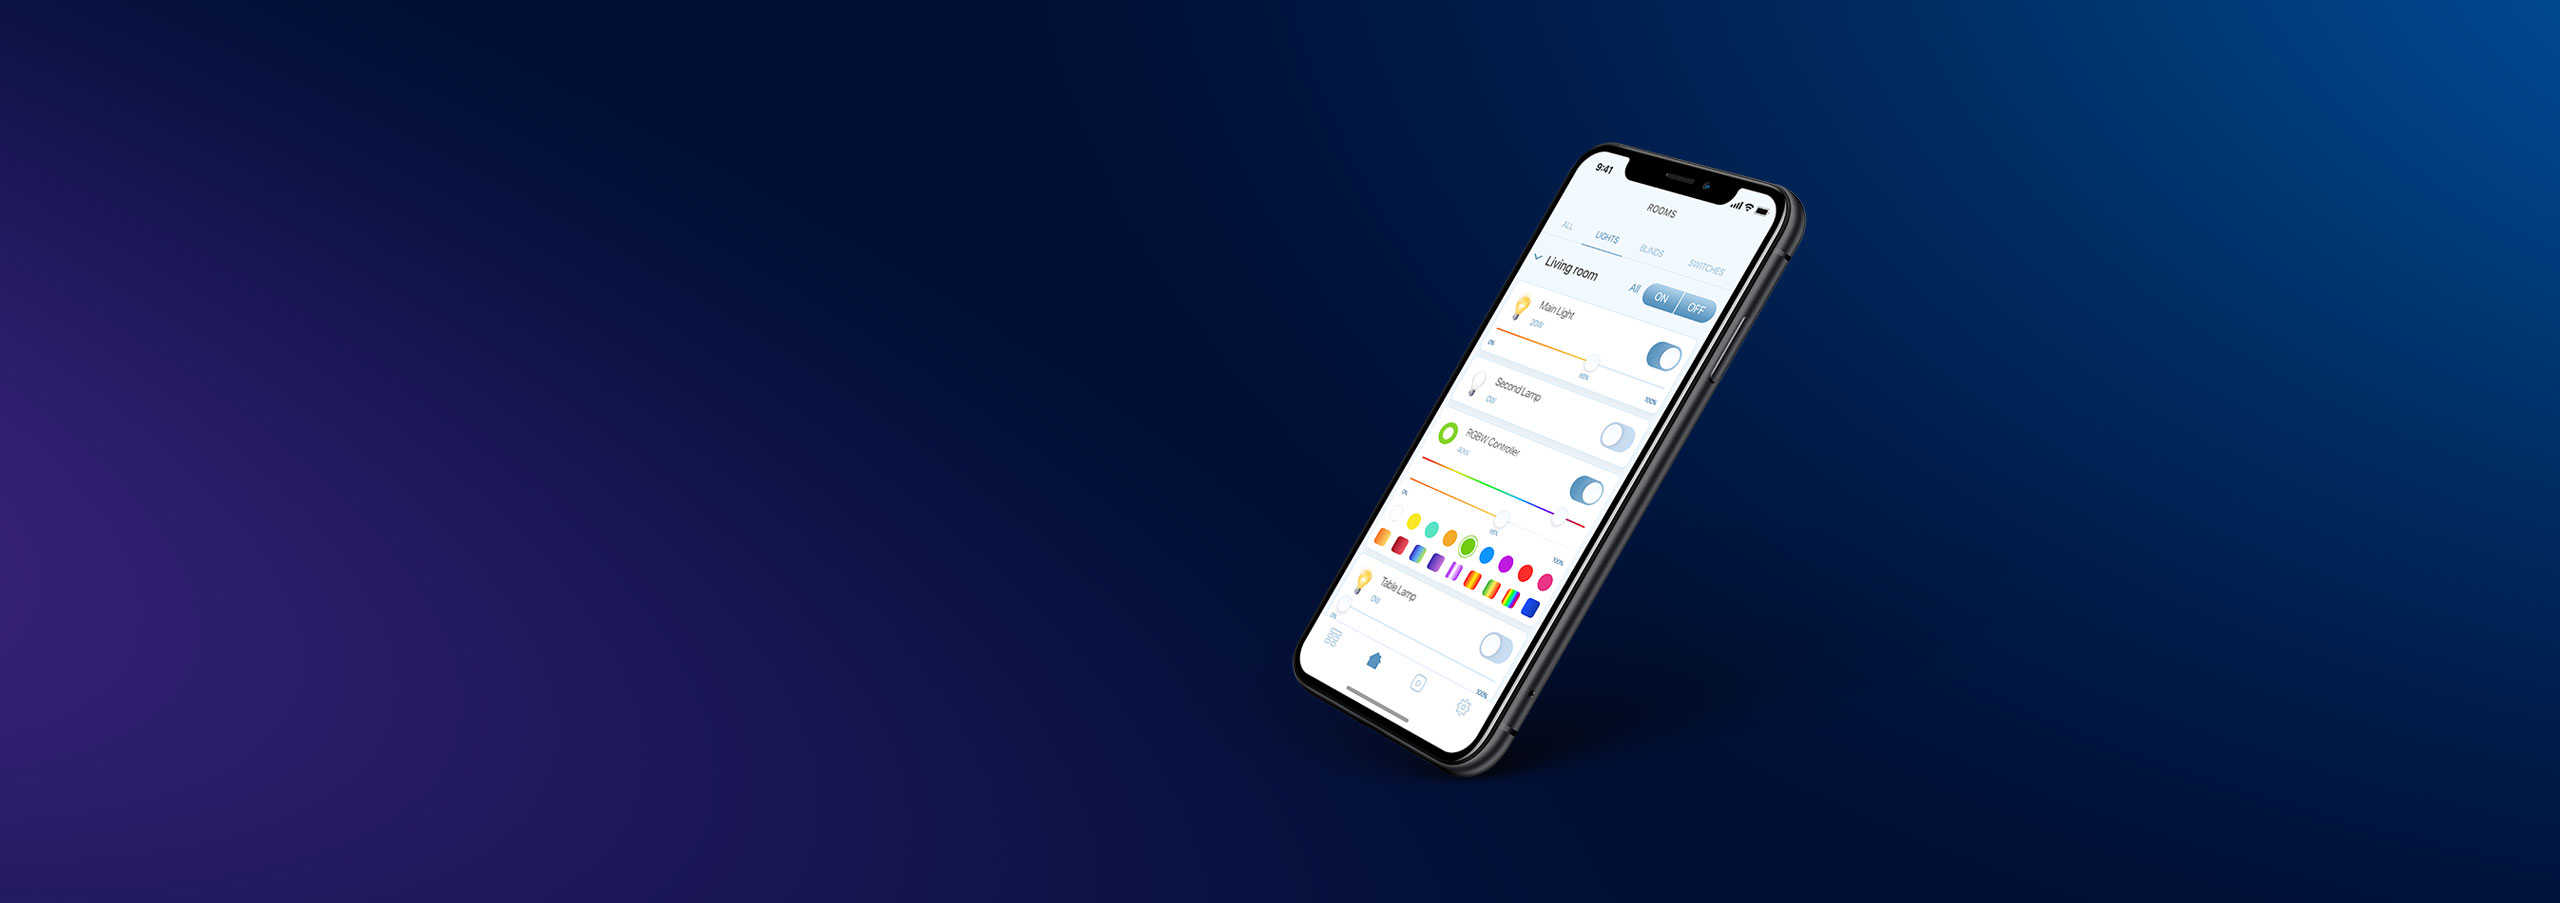 9:41
ROOMS
ALL LIGHTS BLINDS SWITCHES
Living room
All ON OFF
Main Light
20W
0%
100%
Second Lamp
0W
RGBW Controller
40W
0%
100%
Table Lamp
0W
0%
100%